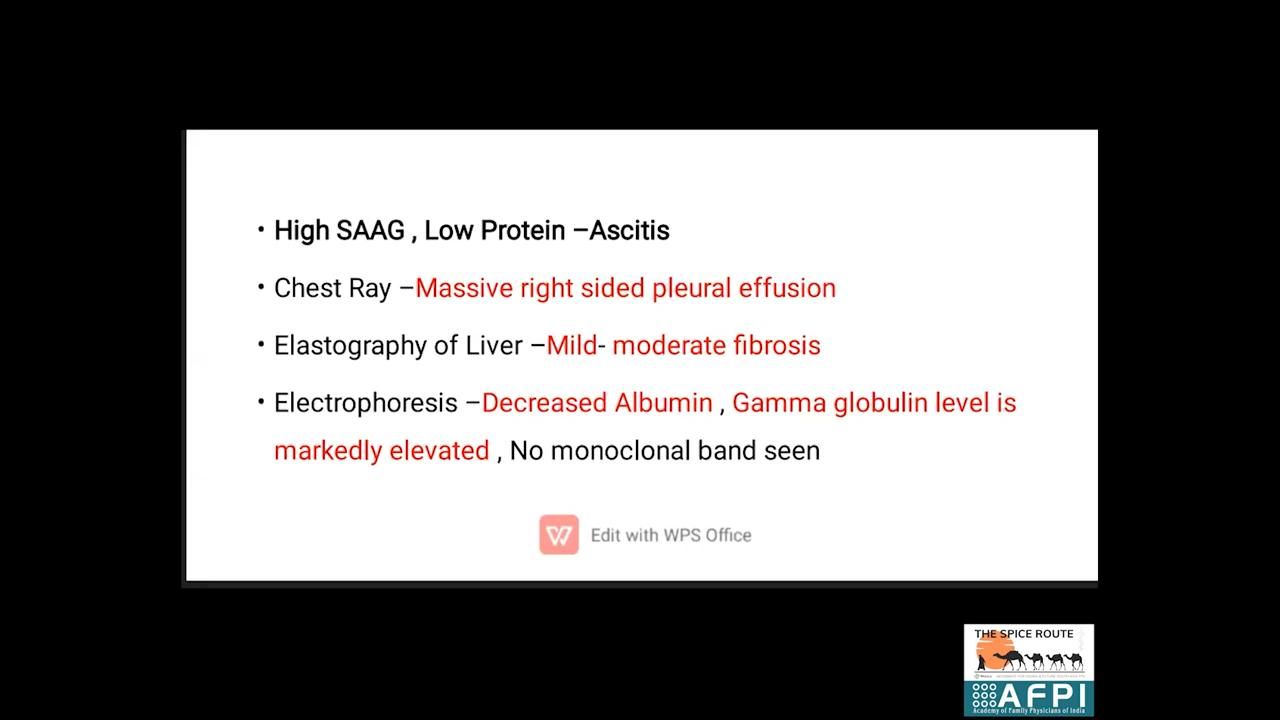 • High SAAG , Low Protein –Ascitis
• Chest Ray –Massive right sided pleural effusion
• Elastography of Liver –Mild- moderate fibrosis
• Electrophoresis –Decreased Albumin , Gamma globulin level is
markedly elevated , No monoclonal band seen
Edit with WPS Office
THE SPICE ROUTE
AFPI
Academy of Family Physicians of India